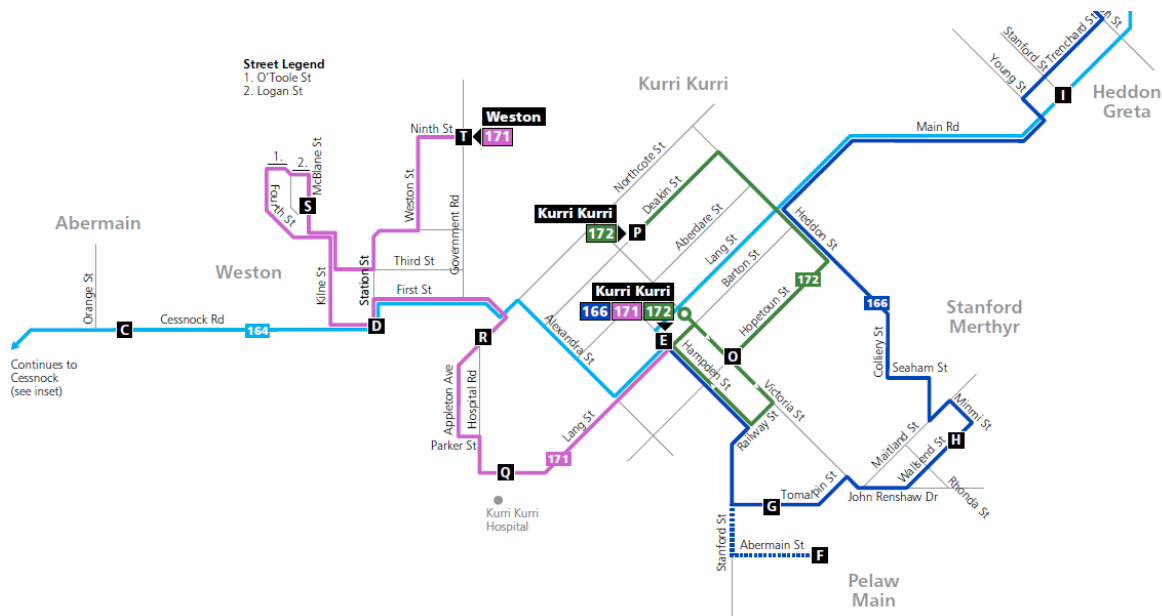 Street Legend
1. O'Toole St
2. Logan St
Kurri Kurri
Heddon
Greta
Stanford St
Trenchard St
Young St
I
Main Rd
Weston
171
Ninth St
T
1.
2.
McBlane St
Fourth St
S
Weston St
Government Rd
Northcote St
Deakin St
Aberdare St
Kurri Kurri
172
P
Abermain
Weston
Orange St
Kilne St
Station St
Third St
First St
Lang St
Barton St
Heddon St
Kurri Kurri
166
171
172
E
Hopetoun St
172
166
Stanford
Merthyr
C
Cessnock Rd
164
D
R
Alexandra St
Hampden St
O
Victoria St
Colliery St
Seaham St
Continues to
Cessnock
(see inset)
Appleton Ave
Hospital Rd
Lang St
Railway St
Maitland St
Minmi St
Wallsend St
H
Rhonda St
Parker St
171
Q
Kurri Kurri
Hospital
Tomalpin St
G
John Renshaw Dr
Stanford St
Abermain St
F
Pelaw
Main